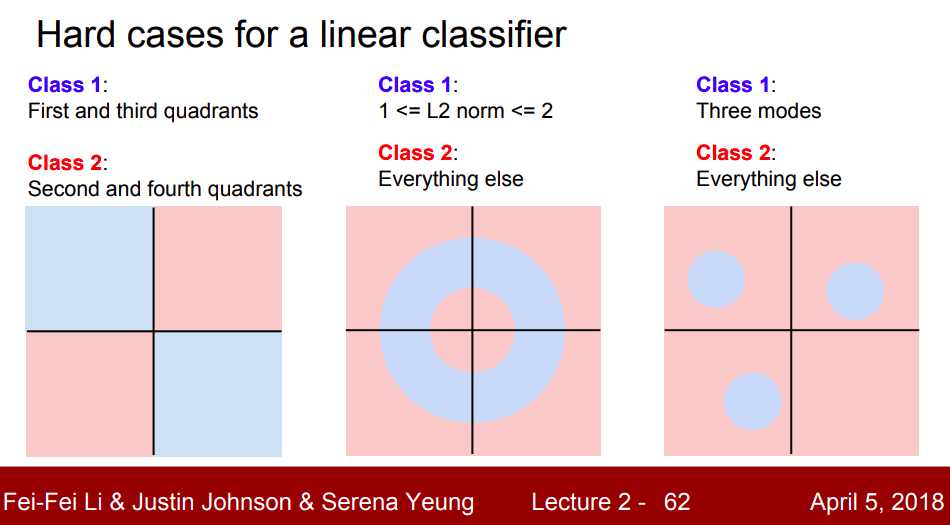 Hard cases for a linear classifier
Class 1:
First and third quadrants
Class 2:
Second and fourth quadrants
Class 1:
1 <= L2 norm <= 2
Class 2:
Everything else
Class 1:
Three modes
Class 2:
Everything else
Fei-Fei Li & Justin Johnson & Serena Yeung Lecture 2 - 62 April 5, 2018